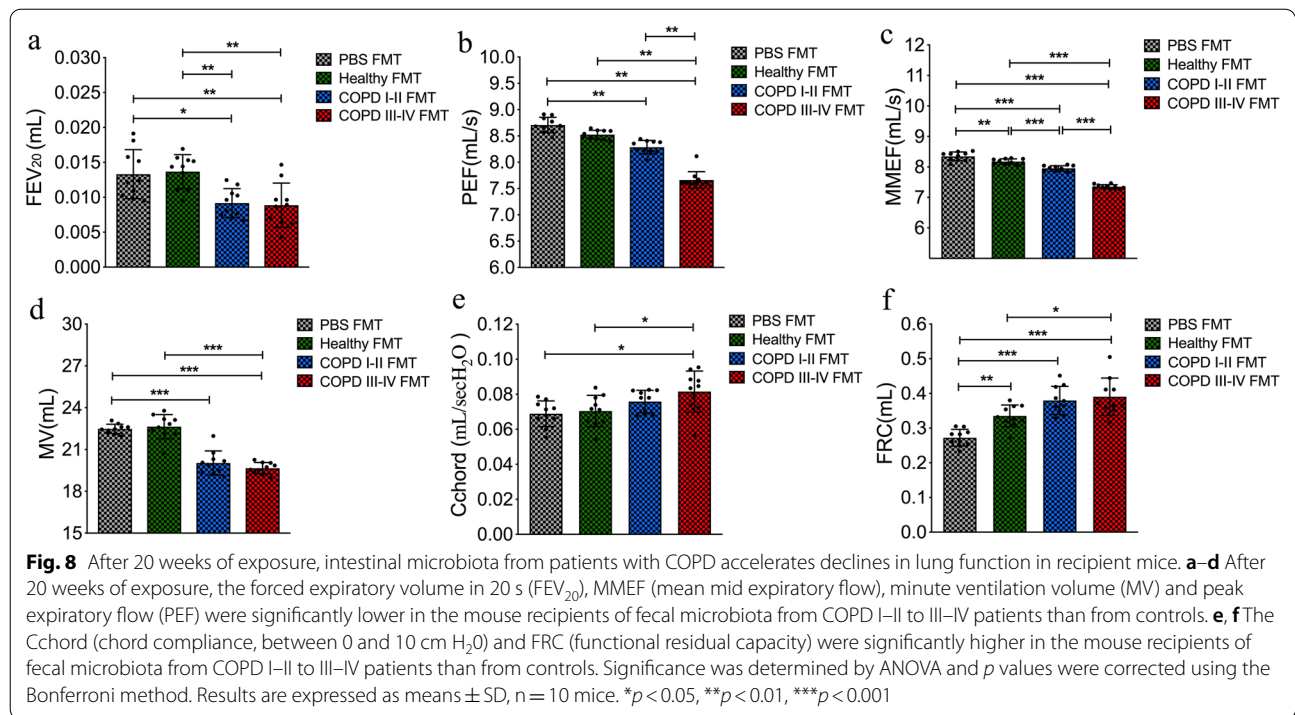 a
**
**
**
*
PBS FMT
Healthy FMT
COPD I-II FMT
COPD III-IV FMT
FEV₂₀ (mL)
0.030
0.025
0.020
0.015
0.010
0.005
0.000
b
**
**
**
**
PBS FMT
Healthy FMT
COPD I-II FMT
COPD III-IV FMT
PEF(mL/s)
10.0
9.5
9.0
8.5
8.0
7.5
7.0
6.5
6.0
c
***
***
***
** *** ***
PBS FMT
Healthy FMT
COPD I-II FMT
COPD III-IV FMT
MMEF(mL/s)
12
11
10
9
8
7
6
d
***
***
***
PBS FMT
Healthy FMT
COPD I-II FMT
COPD III-IV FMT
MV(mL)
30
27
24
21
18
15
e
*
*
PBS FMT
Healthy FMT
COPD I-II FMT
COPD III-IV FMT
Cchord (mL/secH₂O)
0.12
0.10
0.08
0.06
0.04
0.02
0.00
f
*
***
***
**
PBS FMT
Healthy FMT
COPD I-II FMT
COPD III-IV FMT
FRC(mL)
0.6
0.5
0.4
0.3
0.2
0.1
0.0
Fig. 8 After 20 weeks of exposure, intestinal microbiota from patients with COPD accelerates declines in lung function in recipient mice. a–d After
20 weeks of exposure, the forced expiratory volume in 20 s (FEV₂₀), MMEF (mean mid expiratory flow), minute ventilation volume (MV) and peak
expiratory flow (PEF) were significantly lower in the mouse recipients of fecal microbiota from COPD I–II to III–IV patients than from controls. e, f The
Cchord (chord compliance, between 0 and 10 cm H₂0) and FRC (functional residual capacity) were significantly higher in the mouse recipients of
fecal microbiota from COPD I–II to III–IV patients than from controls. Significance was determined by ANOVA and p values were corrected using the
Bonferroni method. Results are expressed as means ± SD, n = 10 mice. *p < 0.05, **p < 0.01, ***p < 0.001